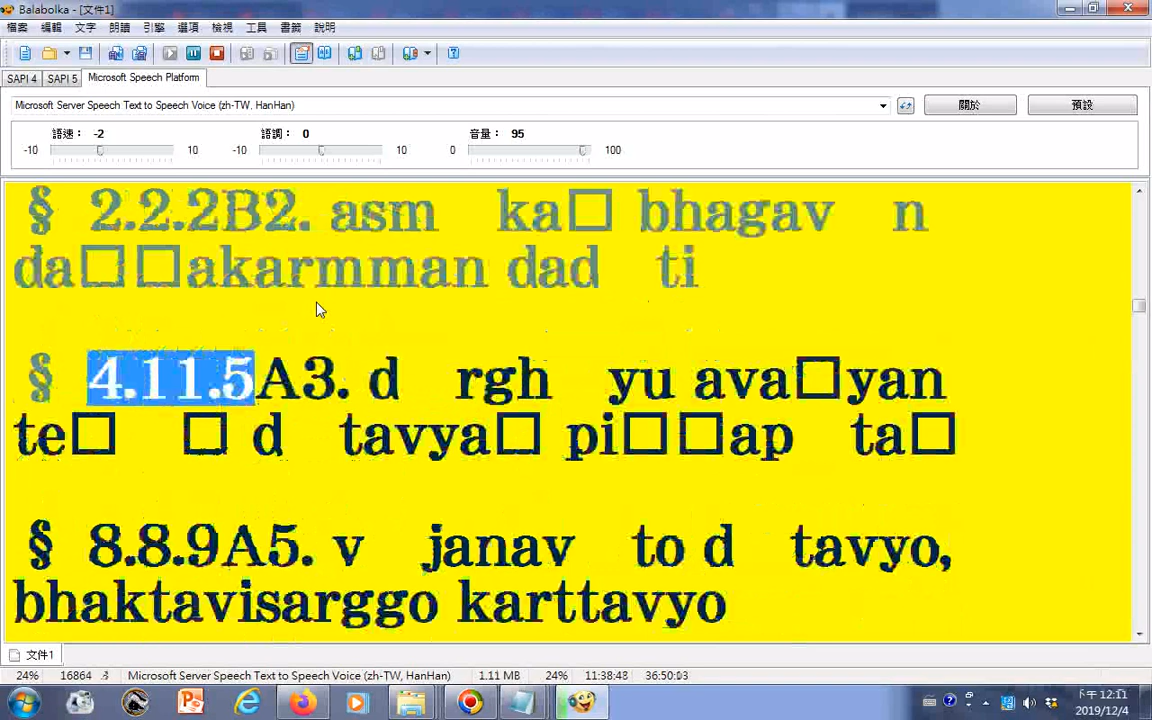 Balabolka - [文件1]
檔案 編輯 文字 朗讀 引擎 選項 檢視 工具 書籤 說明
SAPI 4 SAPI 5 Microsoft Speech Platform
Microsoft Server Speech Text to Speech Voice (zh-TW, HanHan) 關於 預設
語速： -2 語調： 0 音量： 95
-10 10 -10 10 0 100
§ 2.2.2B2. asm ka□ bhagav n
da□□akarmman dad ti
§ 4.11.5A3. d rgh yu ava□yan
te□ □ d tavya□ pi□□ap ta□
§ 8.8.9A5. v janav to d tavyo,
bhaktavisarggo karttavyo
文件1
24% 16864 Microsoft Server Speech Text to Speech Voice (zh-TW, HanHan) 1.11 MB 24% 11:38:48 36:50:03
下午 12:11
2019/12/4